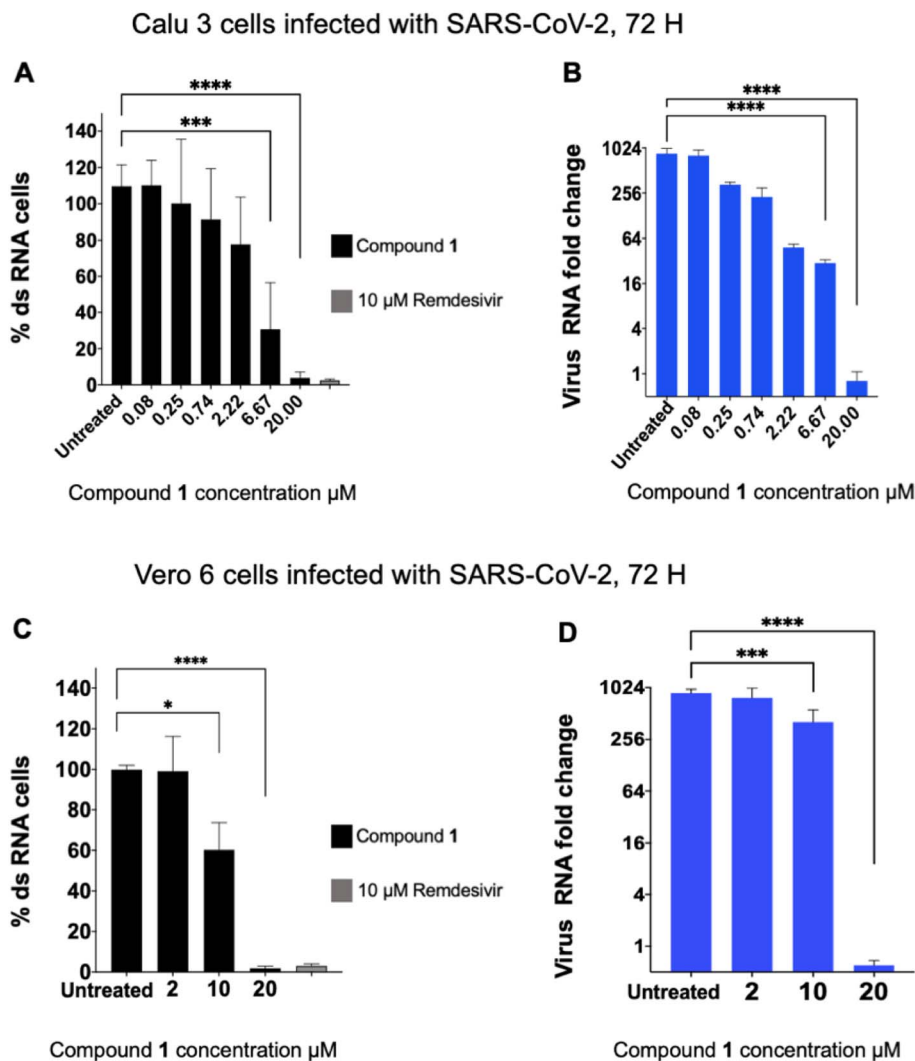 Calu 3 cells infected with SARS-CoV-2, 72 H
A
****
***
% ds RNA cells
140
120
100
80
60
40
20
0
Untreated
0.08
0.25
0.74
2.22
6.67
20.00
Compound 1 concentration µM
Compound 1
10 µM Remdesivir
B
****
****
Virus RNA fold change
1024
256
64
16
4
1
Untreated
0.08
0.25
0.74
2.22
6.67
20.00
Compound 1 concentration µM
Vero 6 cells infected with SARS-CoV-2, 72 H
C
****
*
% ds RNA cells
140
120
100
80
60
40
20
0
Untreated 2 10 20
Compound 1 concentration µM
Compound 1
10 µM Remdesivir
D
****
***
Virus RNA fold change
1024
256
64
16
4
1
Untreated 2 10 20
Compound 1 concentration µM